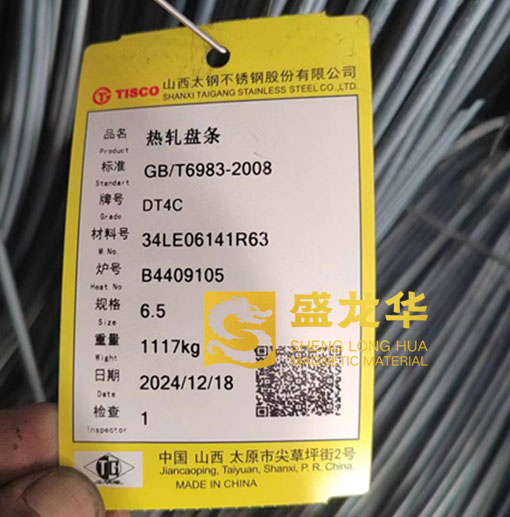 TISCO 山西太钢不锈钢股份有限公司
SHANXI TAIGANG STAINLESS STEEL CO.,LTD.
品名 热轧盘条
Product
标准 GB/T6983-2008
Standart
牌号 DT4C
Grade
材料号 34LE06141R63
M.No.
炉号 B4409105
Heat No.
规格 6.5
Size
重量 1117kg
Wight
日期 2024/12/18
Date
检查 1
Inspector
盛龙华
SHENG LONG HUA
MAGNETIC MATERIAL
TG
中国 山西 太原市尖草坪街2号
Jiancaoping, Taiyuan, Shanxi, P. R. China.
MADE IN CHINA